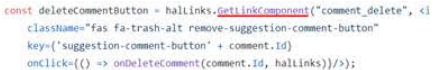 const deleteCommentButton = halLinks.GetLinkComponent("comment_delete", <i
className="fas fa-trash-alt remove-suggestion-comment-button"
key={'suggestion-comment-button' + comment.Id}
onClick={() => onDeleteComment(comment.Id, halLinks)}/>);